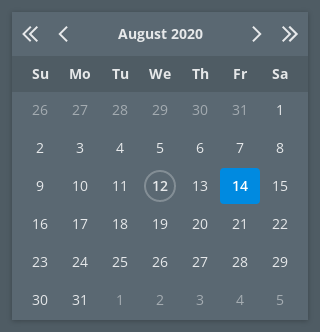 August 2020
Su Mo Tu We Th Fr Sa
26 27 28 29 30 31 1
2 3 4 5 6 7 8
9 10 11 12 13 14 15
16 17 18 19 20 21 22
23 24 25 26 27 28 29
30 31 1 2 3 4 5